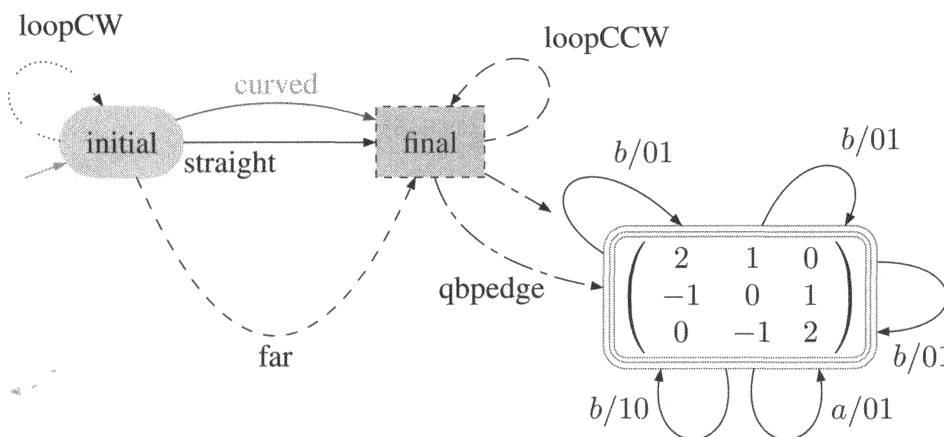 loopCW
loopCCW
curved
initial
final
straight
b/01
b/01
qbpedge
2 1 0
−1 0 1
0 −1 2
far
b/01
b/10
a/01